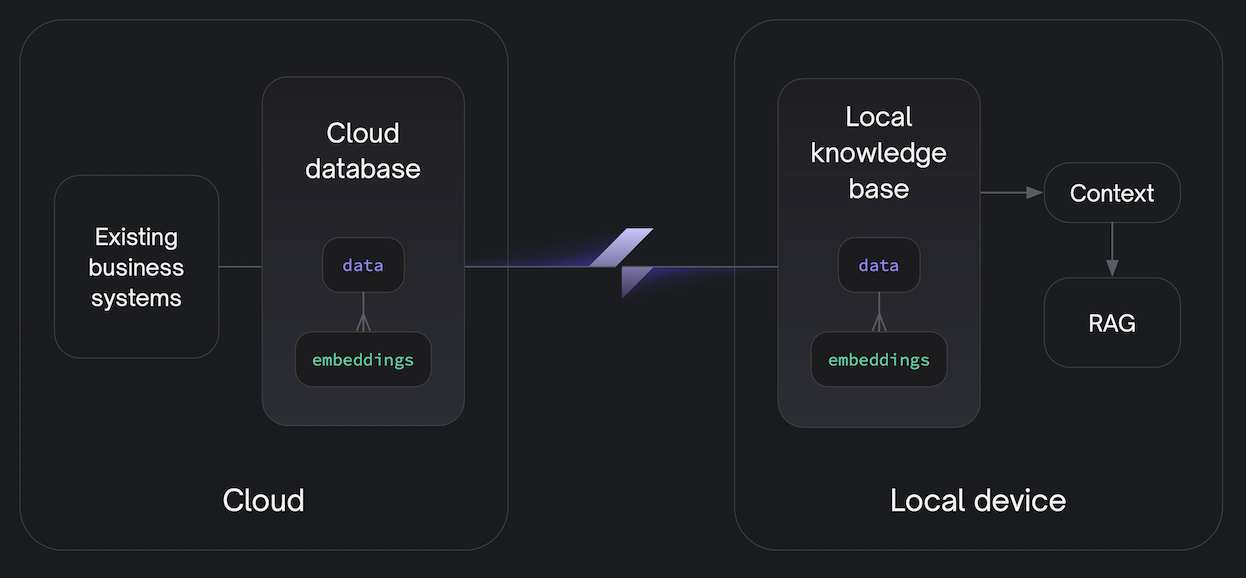 Cloud
database
Existing
business
systems
data
embeddings
Cloud
Local
knowledge
base
data
embeddings
Context
RAG
Local device